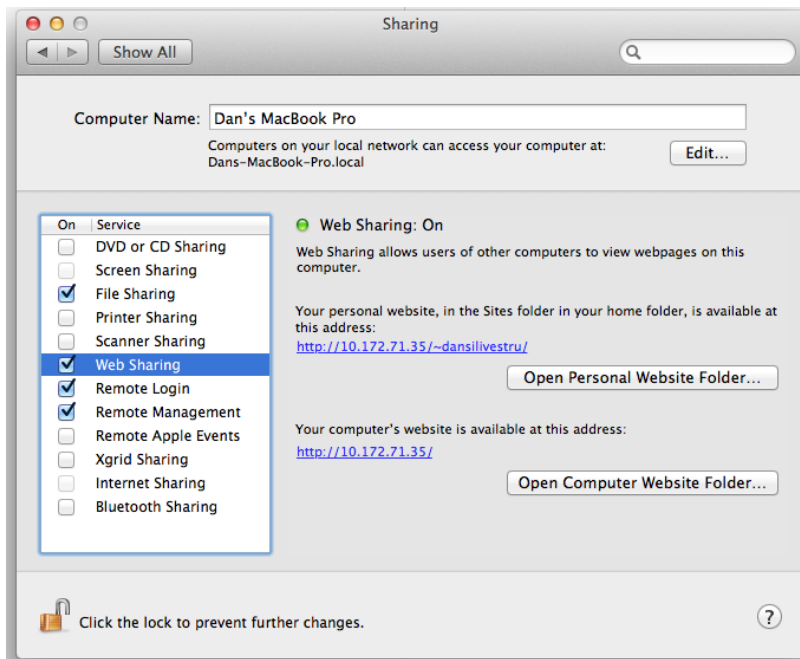 Sharing
Show All
Computer Name: Dan's MacBook Pro
Computers on your local network can access your computer at:
Dans-MacBook-Pro.local
Edit...
On Service
DVD or CD Sharing
Screen Sharing
File Sharing
Printer Sharing
Scanner Sharing
Web Sharing
Remote Login
Remote Management
Remote Apple Events
Xgrid Sharing
Internet Sharing
Bluetooth Sharing
Web Sharing: On
Web Sharing allows users of other computers to view webpages on this
computer.
Your personal website, in the Sites folder in your home folder, is available at
this address:
http://10.172.71.35/~dansilivestru/
Open Personal Website Folder...
Your computer's website is available at this address:
http://10.172.71.35/
Open Computer Website Folder...
Click the lock to prevent further changes.
?